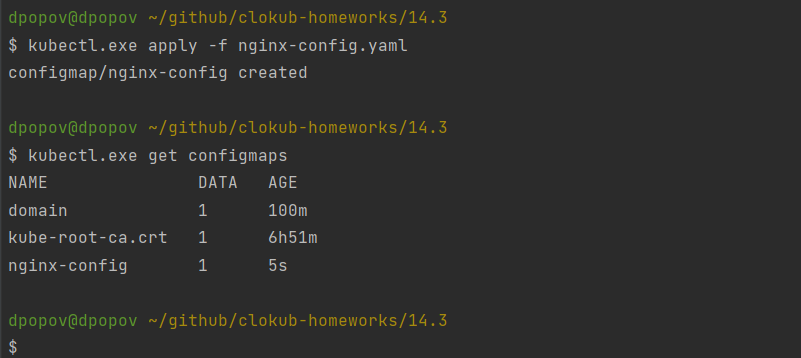 dpopov@dpopov ~/github/clokub-homeworks/14.3
$ kubectl.exe apply -f nginx-config.yaml
configmap/nginx-config created
dpopov@dpopov ~/github/clokub-homeworks/14.3
$ kubectl.exe get configmaps
NAME               DATA   AGE
domain             1      100m
kube-root-ca.crt   1      6h51m
nginx-config       1      5s
dpopov@dpopov ~/github/clokub-homeworks/14.3
$